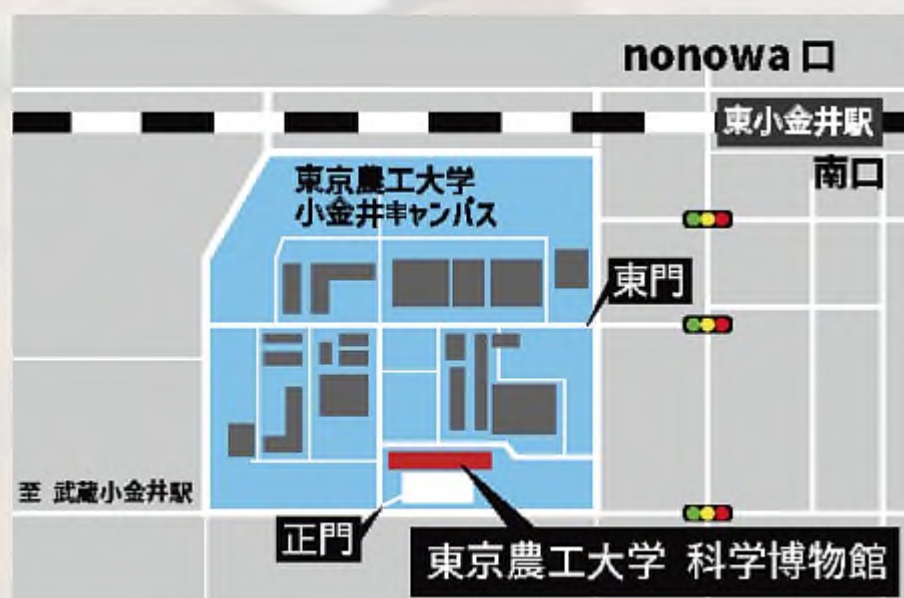 nonowa 口
東小金井駅
南口
東京農工大学
小金井キャンパス
東門
至 武蔵小金井駅
正門
東京農工大学 科学博物館